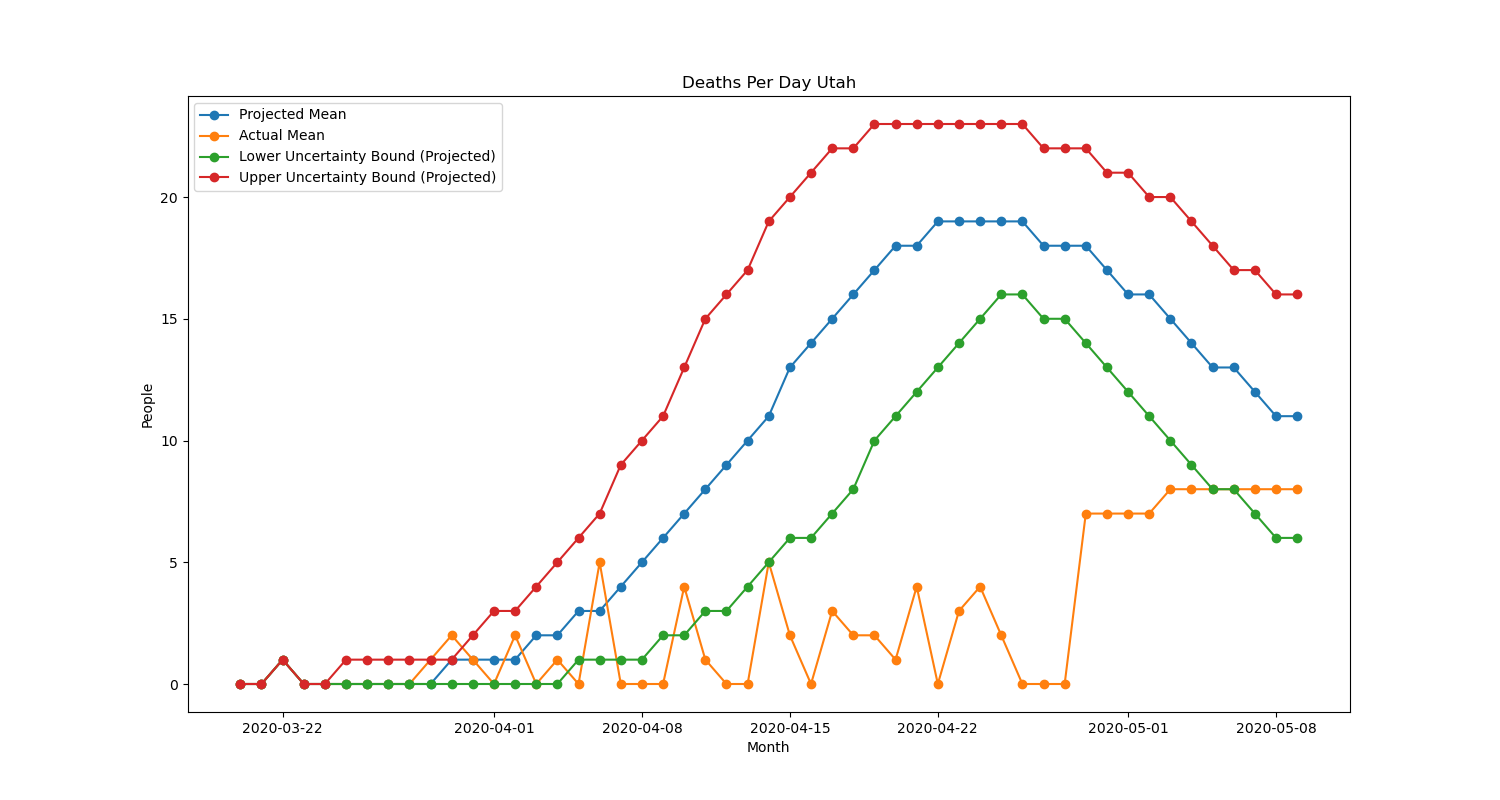 Deaths Per Day Utah
Projected Mean
Actual Mean
Lower Uncertainty Bound (Projected)
Upper Uncertainty Bound (Projected)
People
20
15
10
5
0
2020-03-22 2020-04-01 2020-04-08 2020-04-15 2020-04-22 2020-05-01 2020-05-08
Month